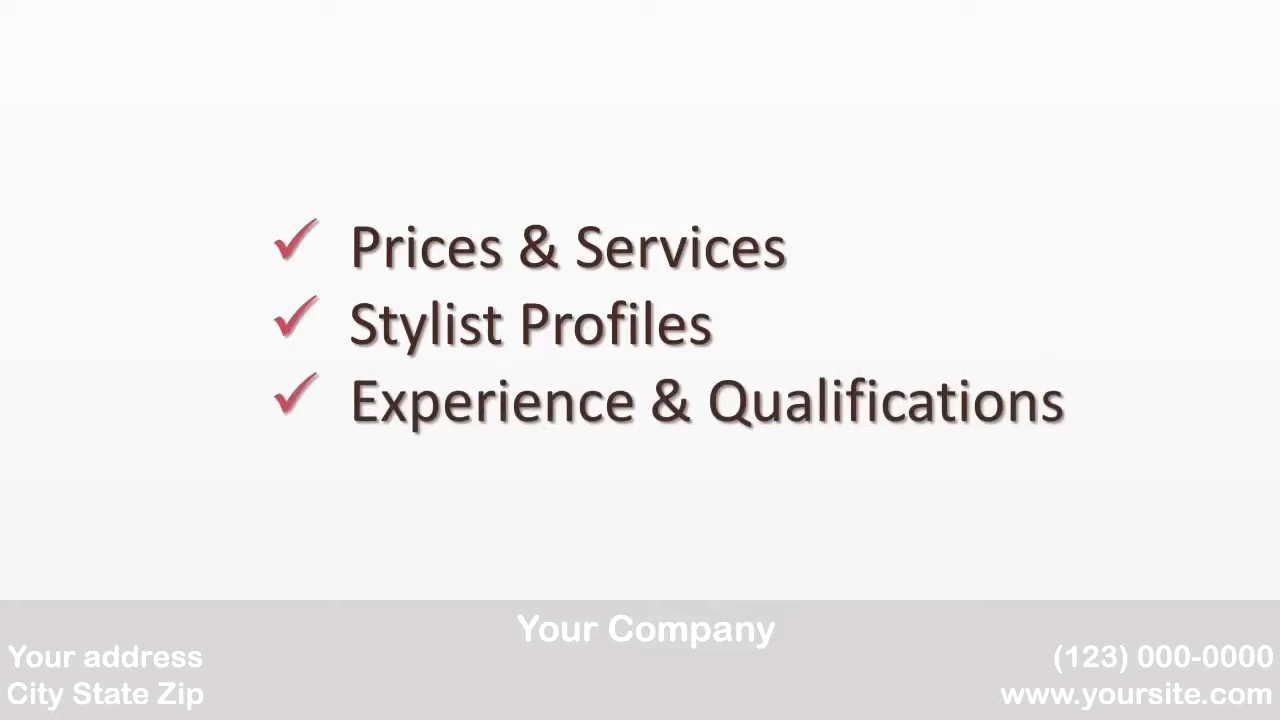 Prices & Services
Stylist Profiles
Experience & Qualifications
Your Company
Your address
City State Zip
(123) 000-0000
www.yoursite.com